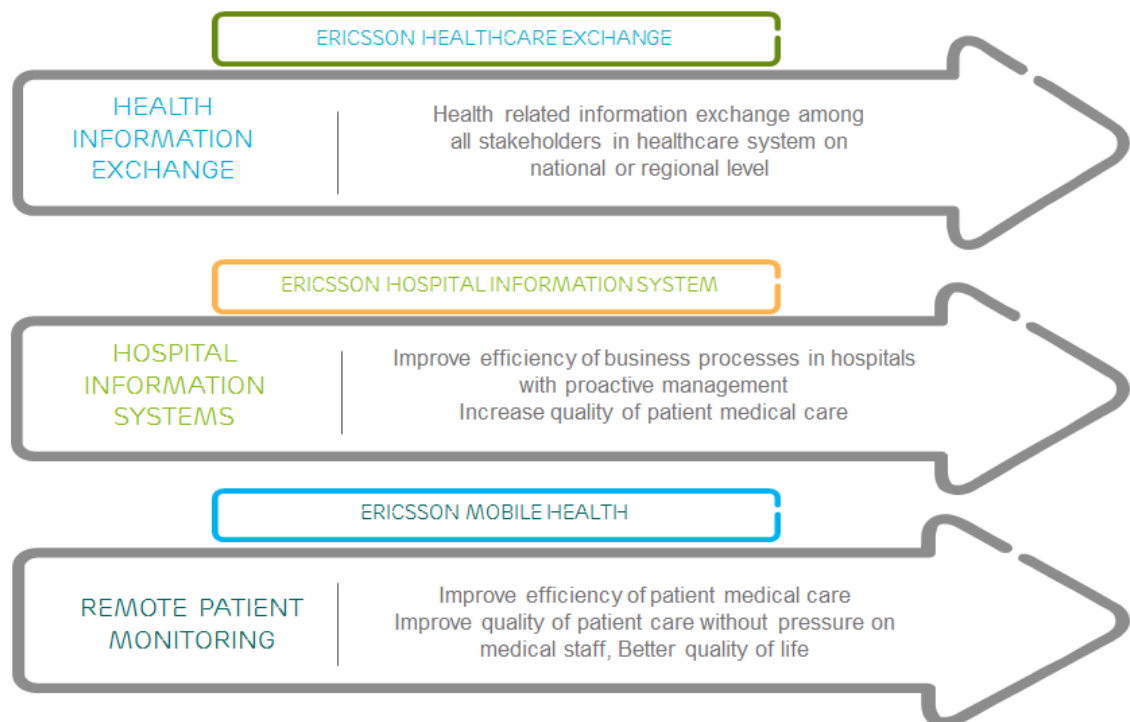 ERICSSON HEALTHCARE EXCHANGE
HEALTH
INFORMATION
EXCHANGE
Health related information exchange among
all stakeholders in healthcare system on
national or regional level
ERICSSON HOSPITAL INFORMATION SYSTEM
HOSPITAL
INFORMATION
SYSTEMS
Improve efficiency of business processes in hospitals
with proactive management
Increase quality of patient medical care
ERICSSON MOBILE HEALTH
REMOTE PATIENT
MONITORING
Improve efficiency of patient medical care
Improve quality of patient care without pressure on
medical staff, Better quality of life